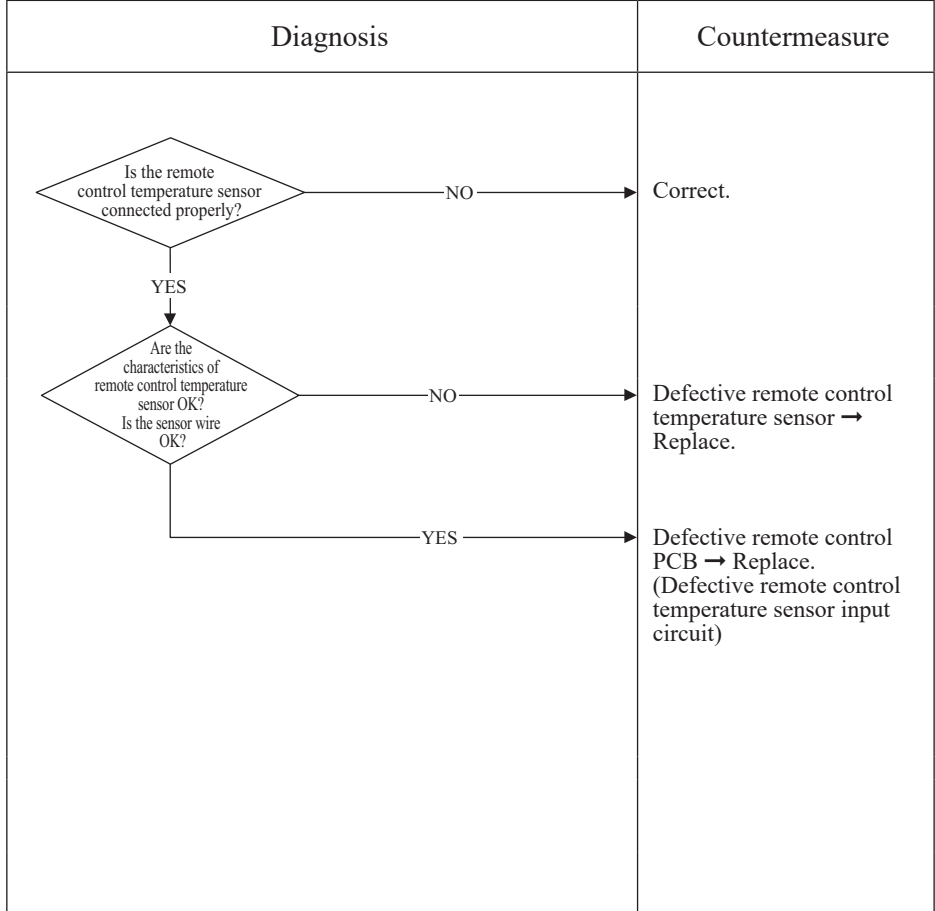 Diagnosis
Countermeasure
Is the remote
control temperature sensor
connected properly?
NO
Correct.
YES
Are the
characteristics of
remote control temperature
sensor OK?
Is the sensor wire
OK?
NO
Defective remote control
temperature sensor ➞
Replace.
YES
Defective remote control
PCB ➞ Replace.
(Defective remote control
temperature sensor input
circuit)